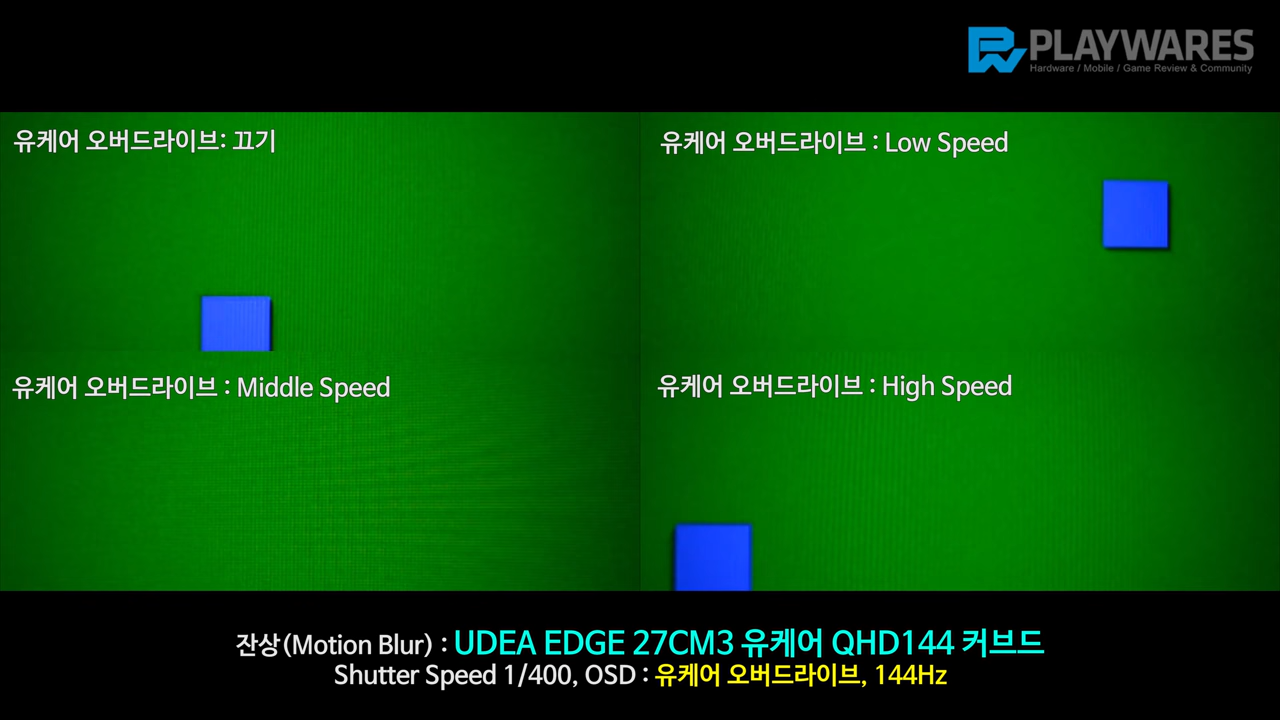 PLAYWARES
Hardware / Mobile / Game Review & Community
유케어 오버드라이브: 끄기
유케어 오버드라이브 : Low Speed
유케어 오버드라이브 : Middle Speed
유케어 오버드라이브 : High Speed
잔상(Motion Blur) : UDEA EDGE 27CM3 유케어 QHD144 커브드
Shutter Speed 1/400, OSD : 유케어 오버드라이브, 144Hz